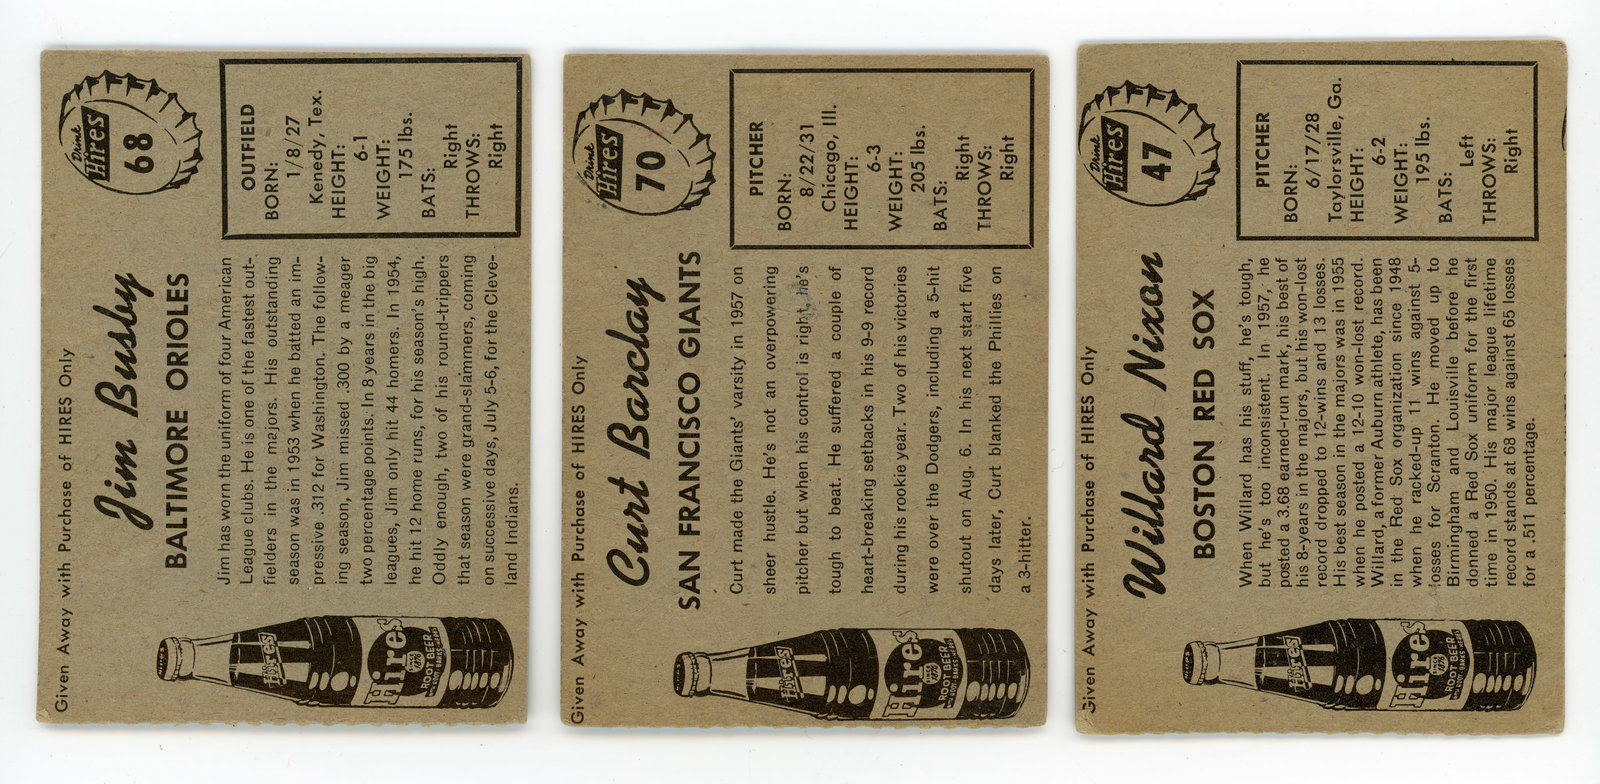 Given Away with Purchase of HIRES Only
Jim Busby
BALTIMORE ORIOLES
Drink
Hires
68
OUTFIELD
BORN:
1/8/27
Kenedy, Tex.
HEIGHT:
6-1
WEIGHT:
175 lbs.
BATS:
Right
THROWS:
Right
Jim has worn the uniform of four American
League clubs. He is one of the fastest out-
fielders in the majors. His outstanding
season was in 1953 when he batted an im-
pressive .312 for Washington. The follow-
ing season, Jim missed .300 by a meager
two percentage points. In 8 years in the big
leagues, Jim only hit 44 homers. In 1954,
he hit 12 home runs, for his season's high.
Oddly enough, two of his round-trippers
that season were grand-slammers, coming
on successive days, July 5-6, for the Cleve-
land Indians.
Hires
Hires
ROOT BEER
Given Away with Purchase of HIRES Only
Curt Barclay
SAN FRANCISCO GIANTS
Drink
Hires
70
PITCHER
BORN:
8/22/31
Chicago, Ill.
HEIGHT:
6-3
WEIGHT:
205 lbs.
BATS:
Right
THROWS:
Right
Curt made the Giants' varsity in 1957 on
sheer hustle. He's not an overpowering
pitcher but when his control is right, he's
tough to beat. He suffered a couple of
heart-breaking setbacks in his 9-9 record
during his rookie year. Two of his victories
were over the Dodgers, including a 5-hit
shutout on Aug. 6. In his next start five
days later, Curt blanked the Phillies on
a 3-hitter.
Hires
Hires
ROOT BEER
Given Away with Purchase of HIRES Only
Willard Nixon
BOSTON RED SOX
Drink
Hires
47
PITCHER
BORN:
6/17/28
Taylorsville, Ga.
HEIGHT:
6-2
WEIGHT:
195 lbs.
BATS:
Left
THROWS:
Right
When Willard has his stuff, he's tough,
but he's too inconsistent. In 1957, he
posted a 3.68 earned-run mark, his best of
his 8-years in the majors, but his won-lost
record dropped to 12-wins and 13 losses.
His best season in the majors was in 1955
when he posted a 12-10 won-lost record.
Willard, a former Auburn athlete, has been
in the Red Sox organization since 1948
when he racked-up 11 wins against 5-
losses for Scranton. He moved up to
Birmingham and Louisville before he
donned a Red Sox uniform for the first
time in 1950. His major league lifetime
record stands at 68 wins against 65 losses
for a .511 percentage.
Hires
Hires
ROOT BEER